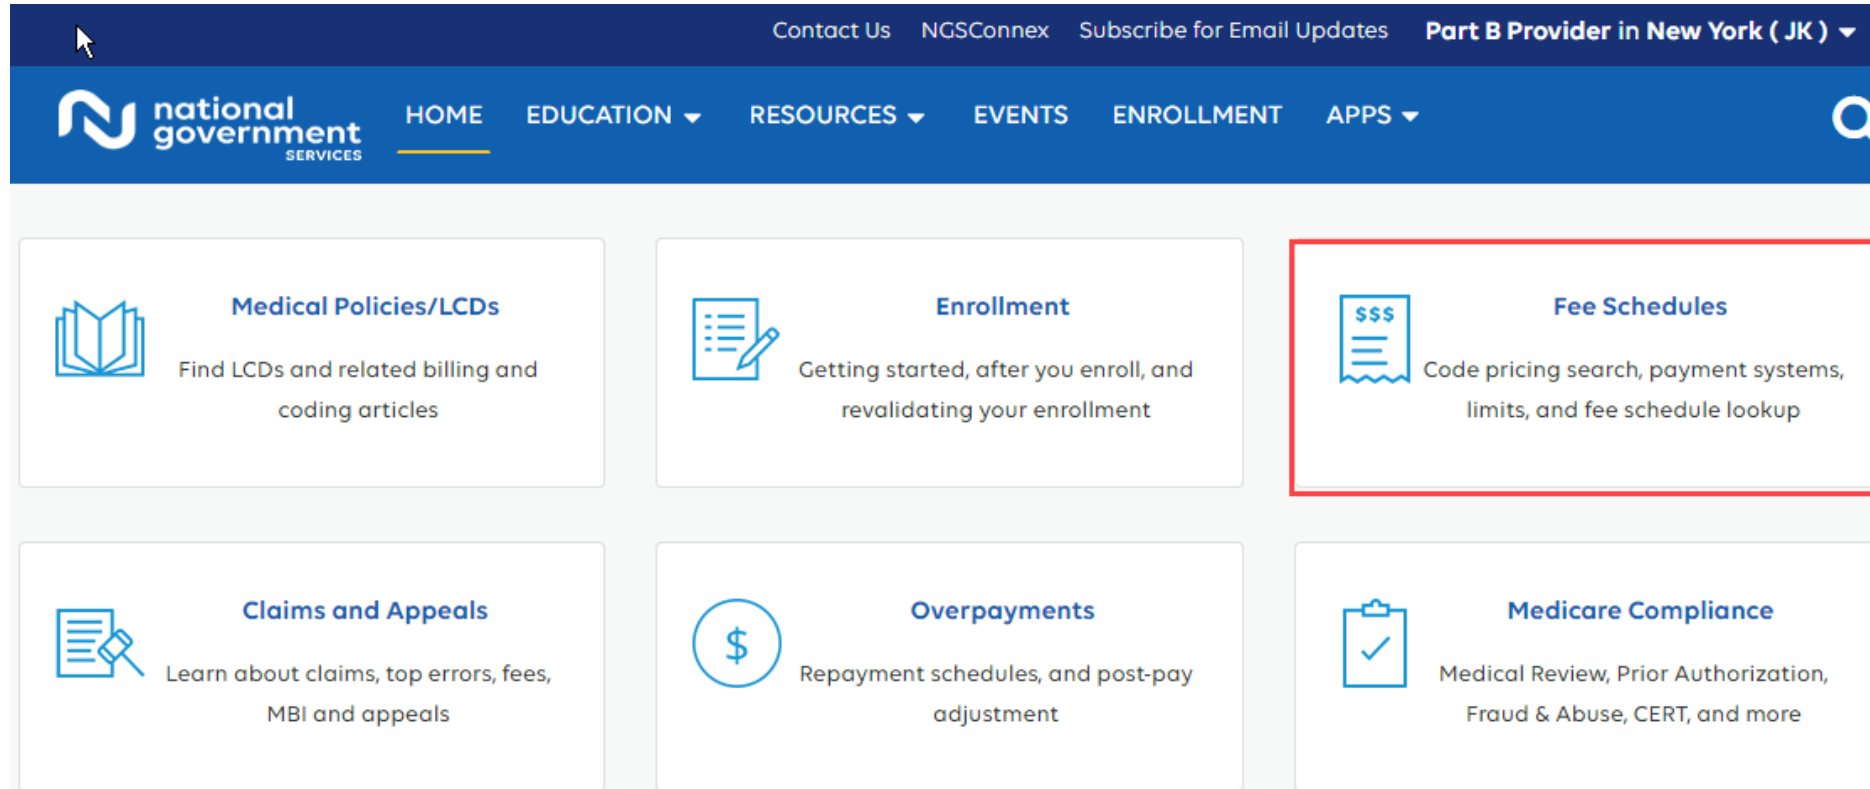 Contact Us NGSConnex Subscribe for Email Updates Part B Provider in New York ( JK )
national
government
SERVICES
HOME EDUCATION RESOURCES EVENTS ENROLLMENT APPS
Medical Policies/LCDs
Find LCDs and related billing and
coding articles
Enrollment
Getting started, after you enroll, and
revalidating your enrollment
$$$
Fee Schedules
Code pricing search, payment systems,
limits, and fee schedule lookup
Claims and Appeals
Learn about claims, top errors, fees,
MBI and appeals
$
Overpayments
Repayment schedules, and post-pay
adjustment
Medicare Compliance
Medical Review, Prior Authorization,
Fraud & Abuse, CERT, and more